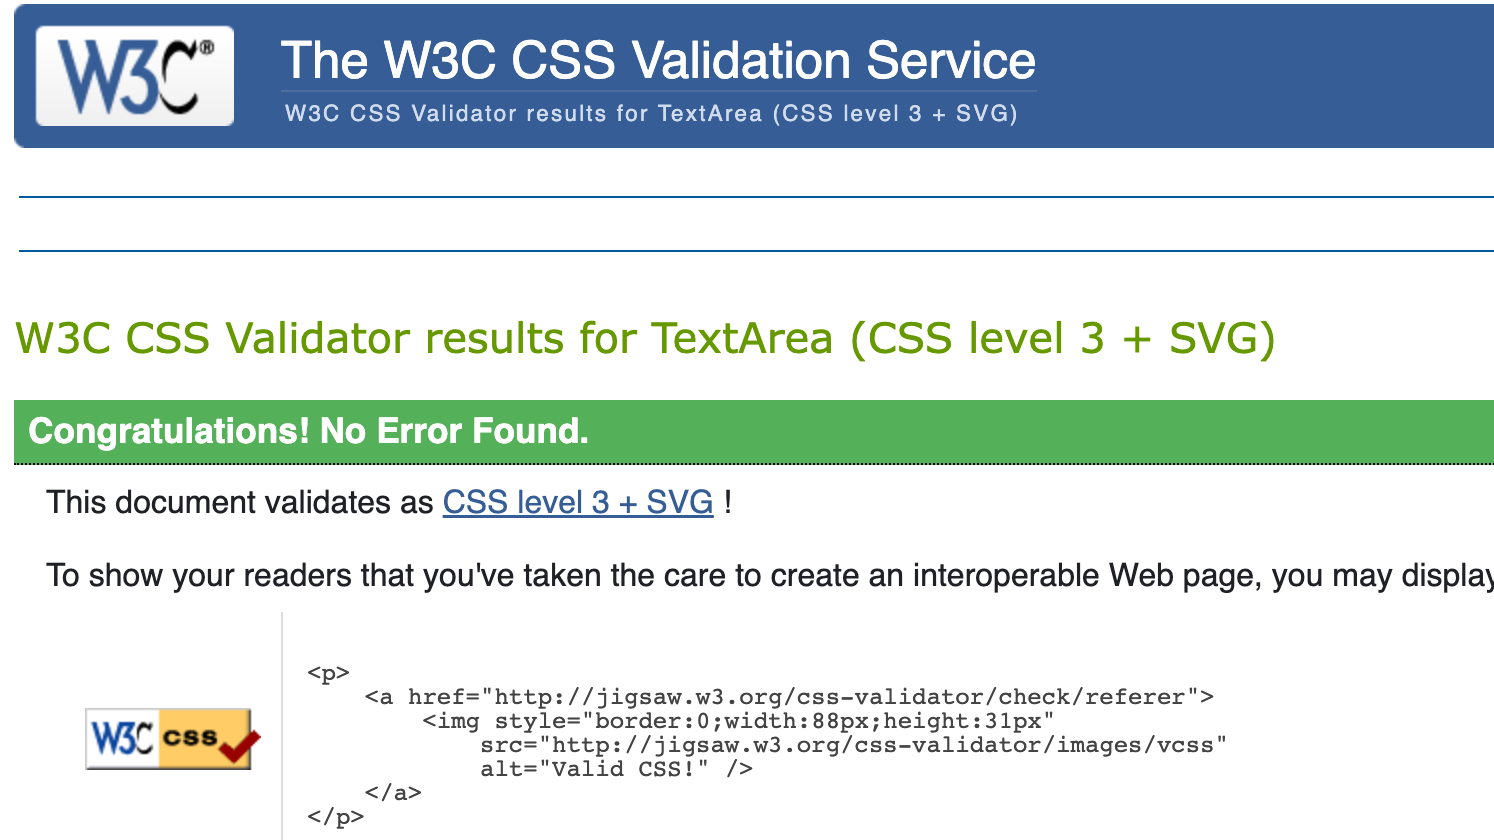 W3C®
The W3C CSS Validation Service
W3C CSS Validator results for TextArea (CSS level 3 + SVG)
W3C CSS Validator results for TextArea (CSS level 3 + SVG)
Congratulations! No Error Found.
This document validates as CSS level 3 + SVG !
To show your readers that you've taken the care to create an interoperable Web page, you may display
<p>
    <a href="http://jigsaw.w3.org/css-validator/check/referer">
        <img style="border:0;width:88px;height:31px"
            src="http://jigsaw.w3.org/css-validator/images/vcss"
            alt="Valid CSS!" />
    </a>
</p>
W3C css